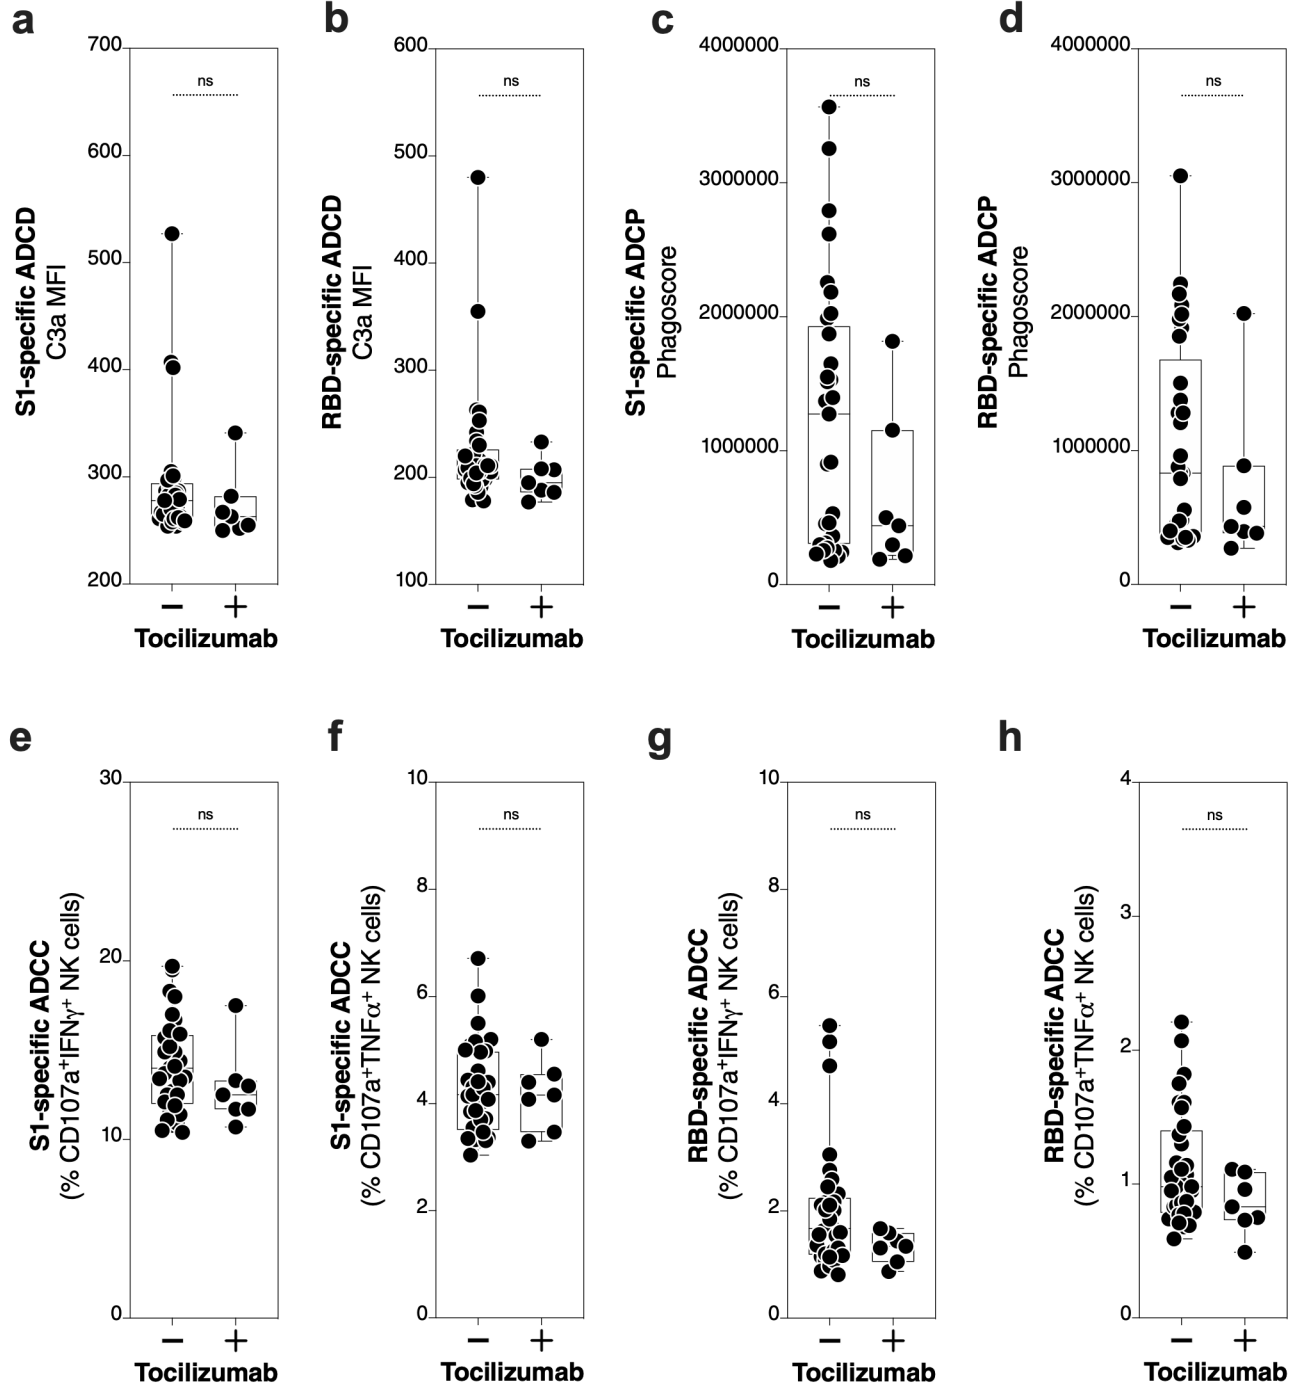 a
700
600
500
400
300
200
S1-specific ADCD
C3a MFI
ns
− +
Tocilizumab
b
600
500
400
300
200
100
RBD-specific ADCD
C3a MFI
ns
− +
Tocilizumab
c
4000000
3000000
2000000
1000000
0
S1-specific ADCP
Phagoscore
ns
− +
Tocilizumab
d
4000000
3000000
2000000
1000000
0
RBD-specific ADCP
Phagoscore
ns
− +
Tocilizumab
e
30
20
10
0
S1-specific ADCC
(% CD107a⁺IFNγ⁺ NK cells)
ns
− +
Tocilizumab
f
10
8
6
4
2
0
S1-specific ADCC
(% CD107a⁺TNFα⁺ NK cells)
ns
− +
Tocilizumab
g
10
8
6
4
2
0
RBD-specific ADCC
(% CD107a⁺IFNγ⁺ NK cells)
ns
− +
Tocilizumab
h
4
3
2
1
0
RBD-specific ADCC
(% CD107a⁺TNFα⁺ NK cells)
ns
− +
Tocilizumab